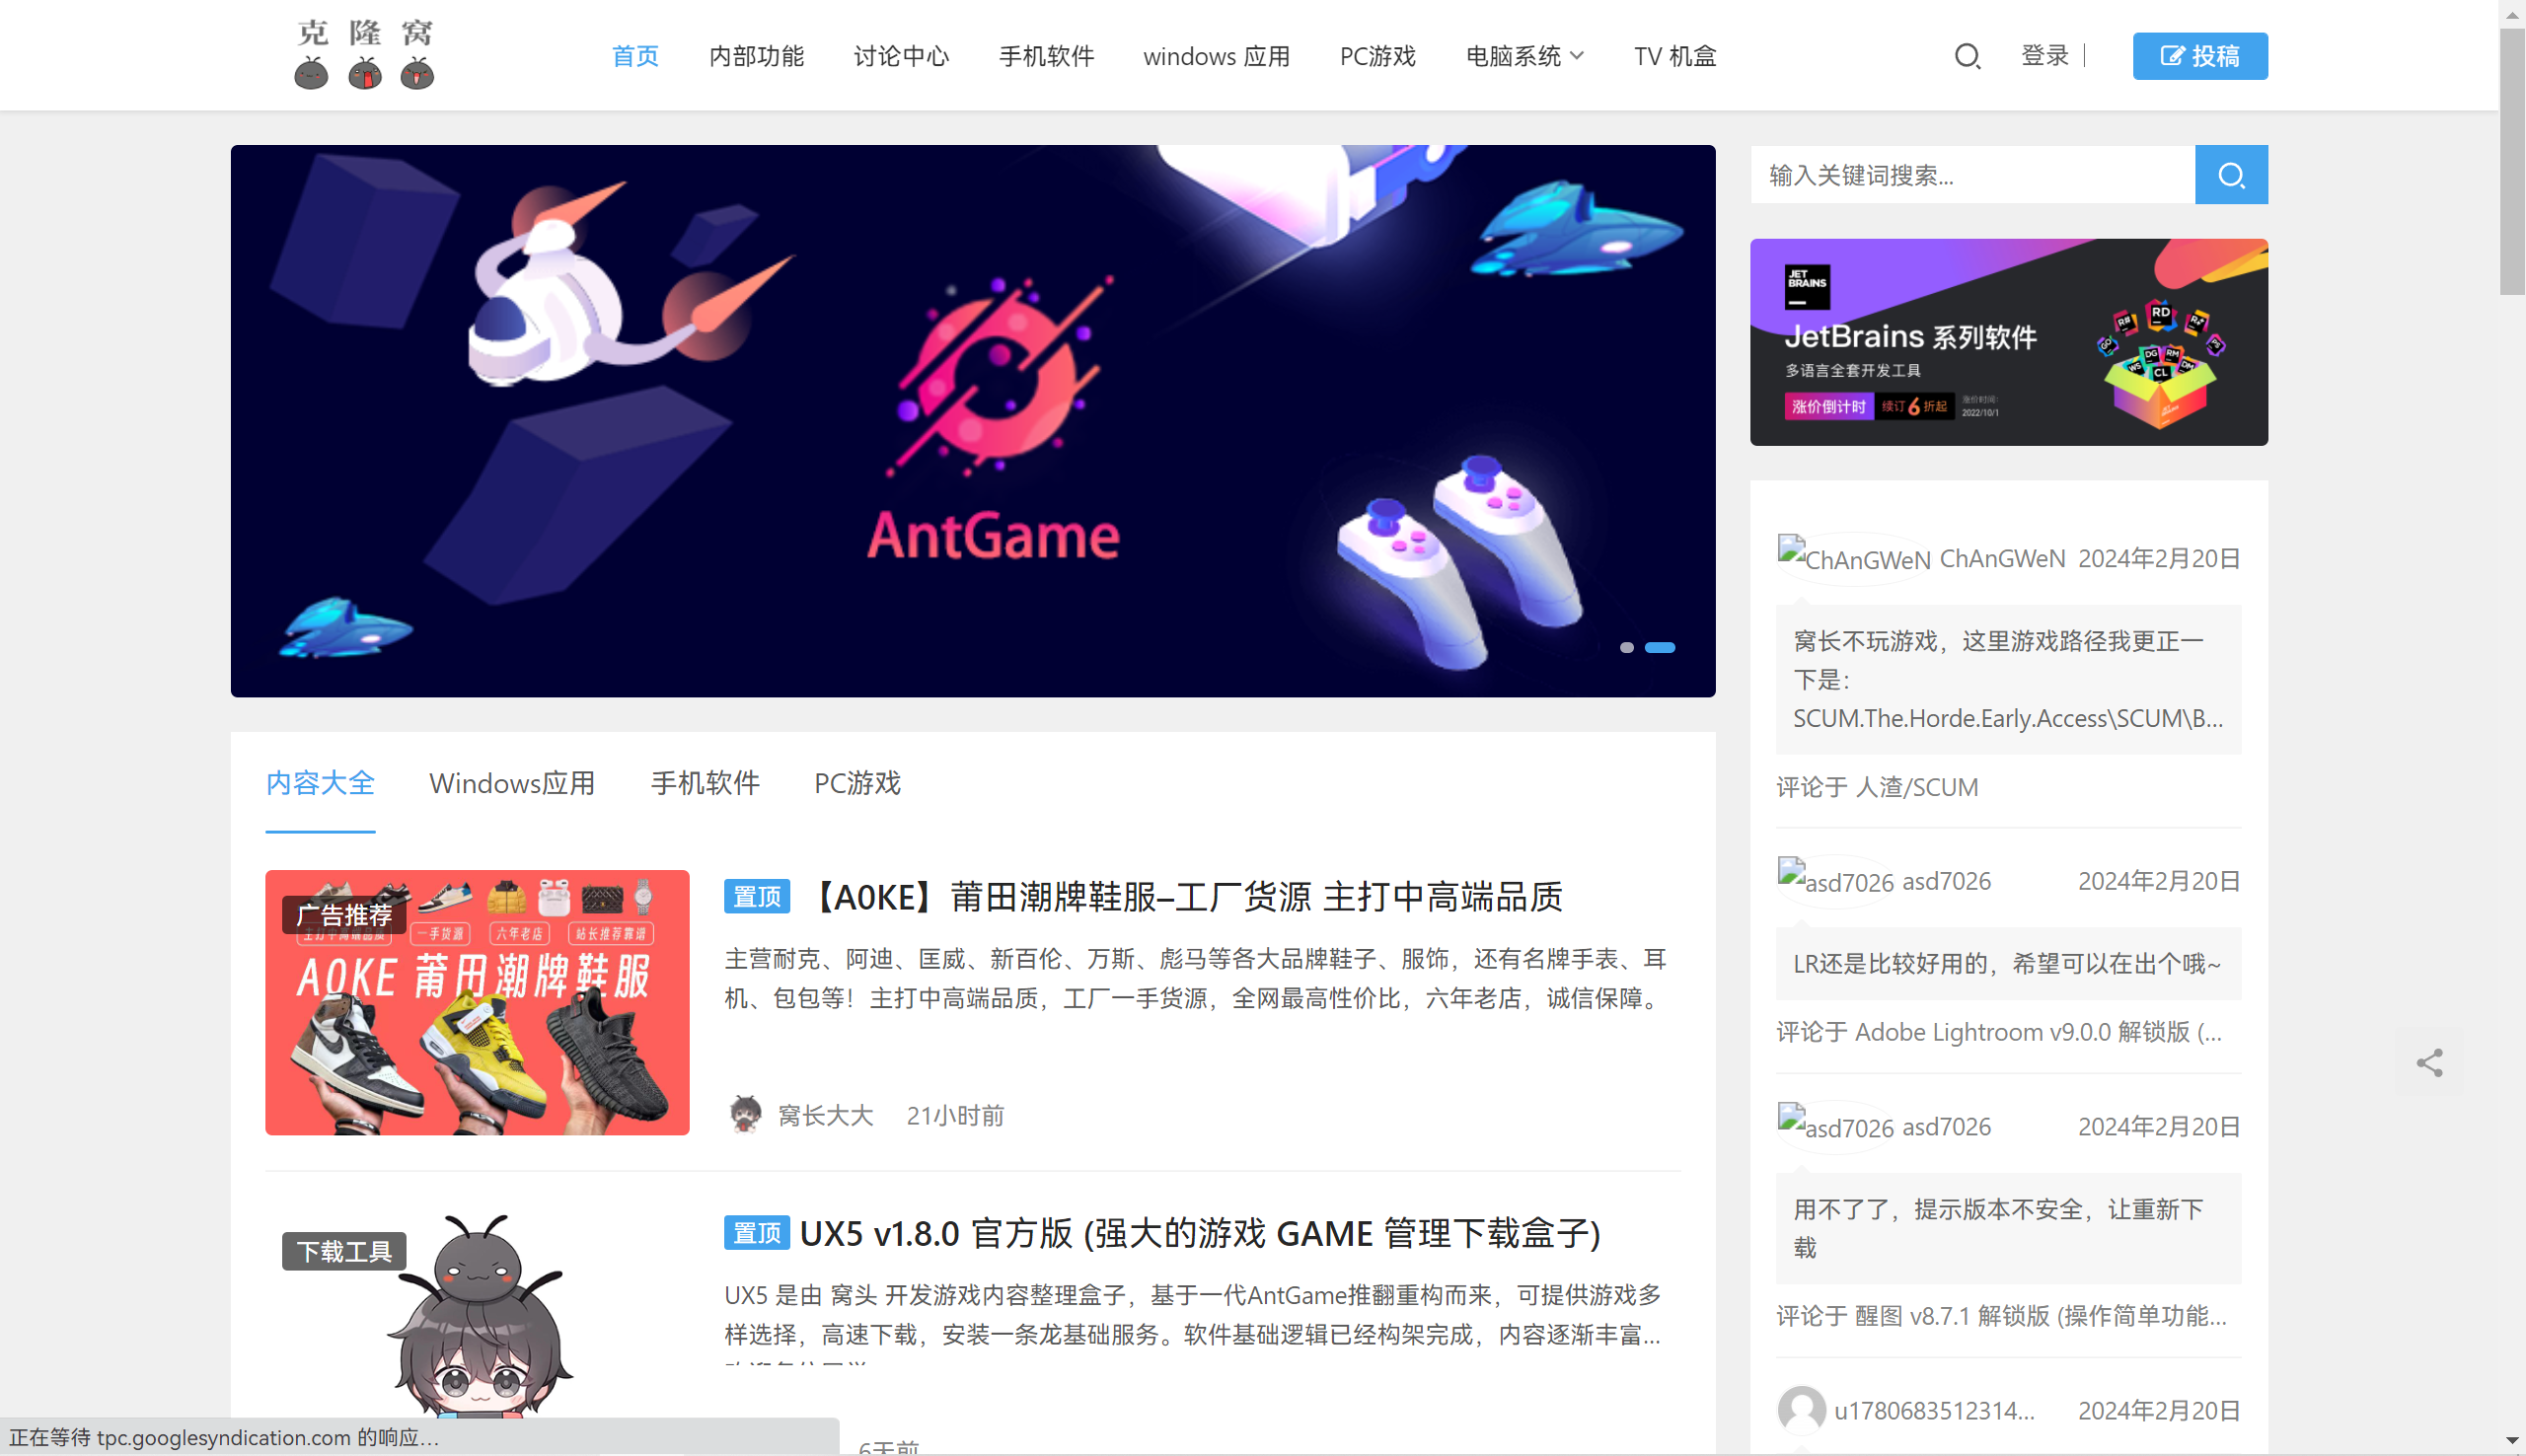 克隆窝
首页
内部功能
讨论中心
手机软件
windows 应用
PC游戏
电脑系统
TV 机盒
登录
投稿
AntGame
输入关键词搜索...
JET BRAINS
JetBrains 系列软件
多语言全套开发工具
涨价倒计时 续订6折起 涨价时间: 2022/10/1
ChAnGWeN ChAnGWeN 2024年2月20日
窝长不玩游戏，这里游戏路径我更正一
下是：
SCUM.The.Horde.Early.Access\SCUM\B...
评论于 人渣/SCUM
asd7026 asd7026 2024年2月20日
LR还是比较好用的，希望可以在出个哦~
评论于 Adobe Lightroom v9.0.0 解锁版 (...
asd7026 asd7026 2024年2月20日
用不了了，提示版本不安全，让重新下
载
评论于 醒图 v8.7.1 解锁版 (操作简单功能...
u1780683512314... 2024年2月20日
内容大全
Windows应用
手机软件
PC游戏
广告推荐
主打中高端品质 一手货源 六年老店 站长推荐靠谱
A0KE 莆田潮牌鞋服
置顶 【A0KE】莆田潮牌鞋服–工厂货源 主打中高端品质
主营耐克、阿迪、匡威、新百伦、万斯、彪马等各大品牌鞋子、服饰，还有名牌手表、耳
机、包包等！主打中高端品质，工厂一手货源，全网最高性价比，六年老店，诚信保障。
窝长大大 21小时前
下载工具
置顶 UX5 v1.8.0 官方版 (强大的游戏 GAME 管理下载盒子)
UX5 是由 窝头 开发游戏内容整理盒子，基于一代AntGame推翻重构而来，可提供游戏多
样选择，高速下载，安装一条龙基础服务。软件基础逻辑已经构架完成，内容逐渐丰富...
6天前
正在等待 tpc.googlesyndication.com 的响应...